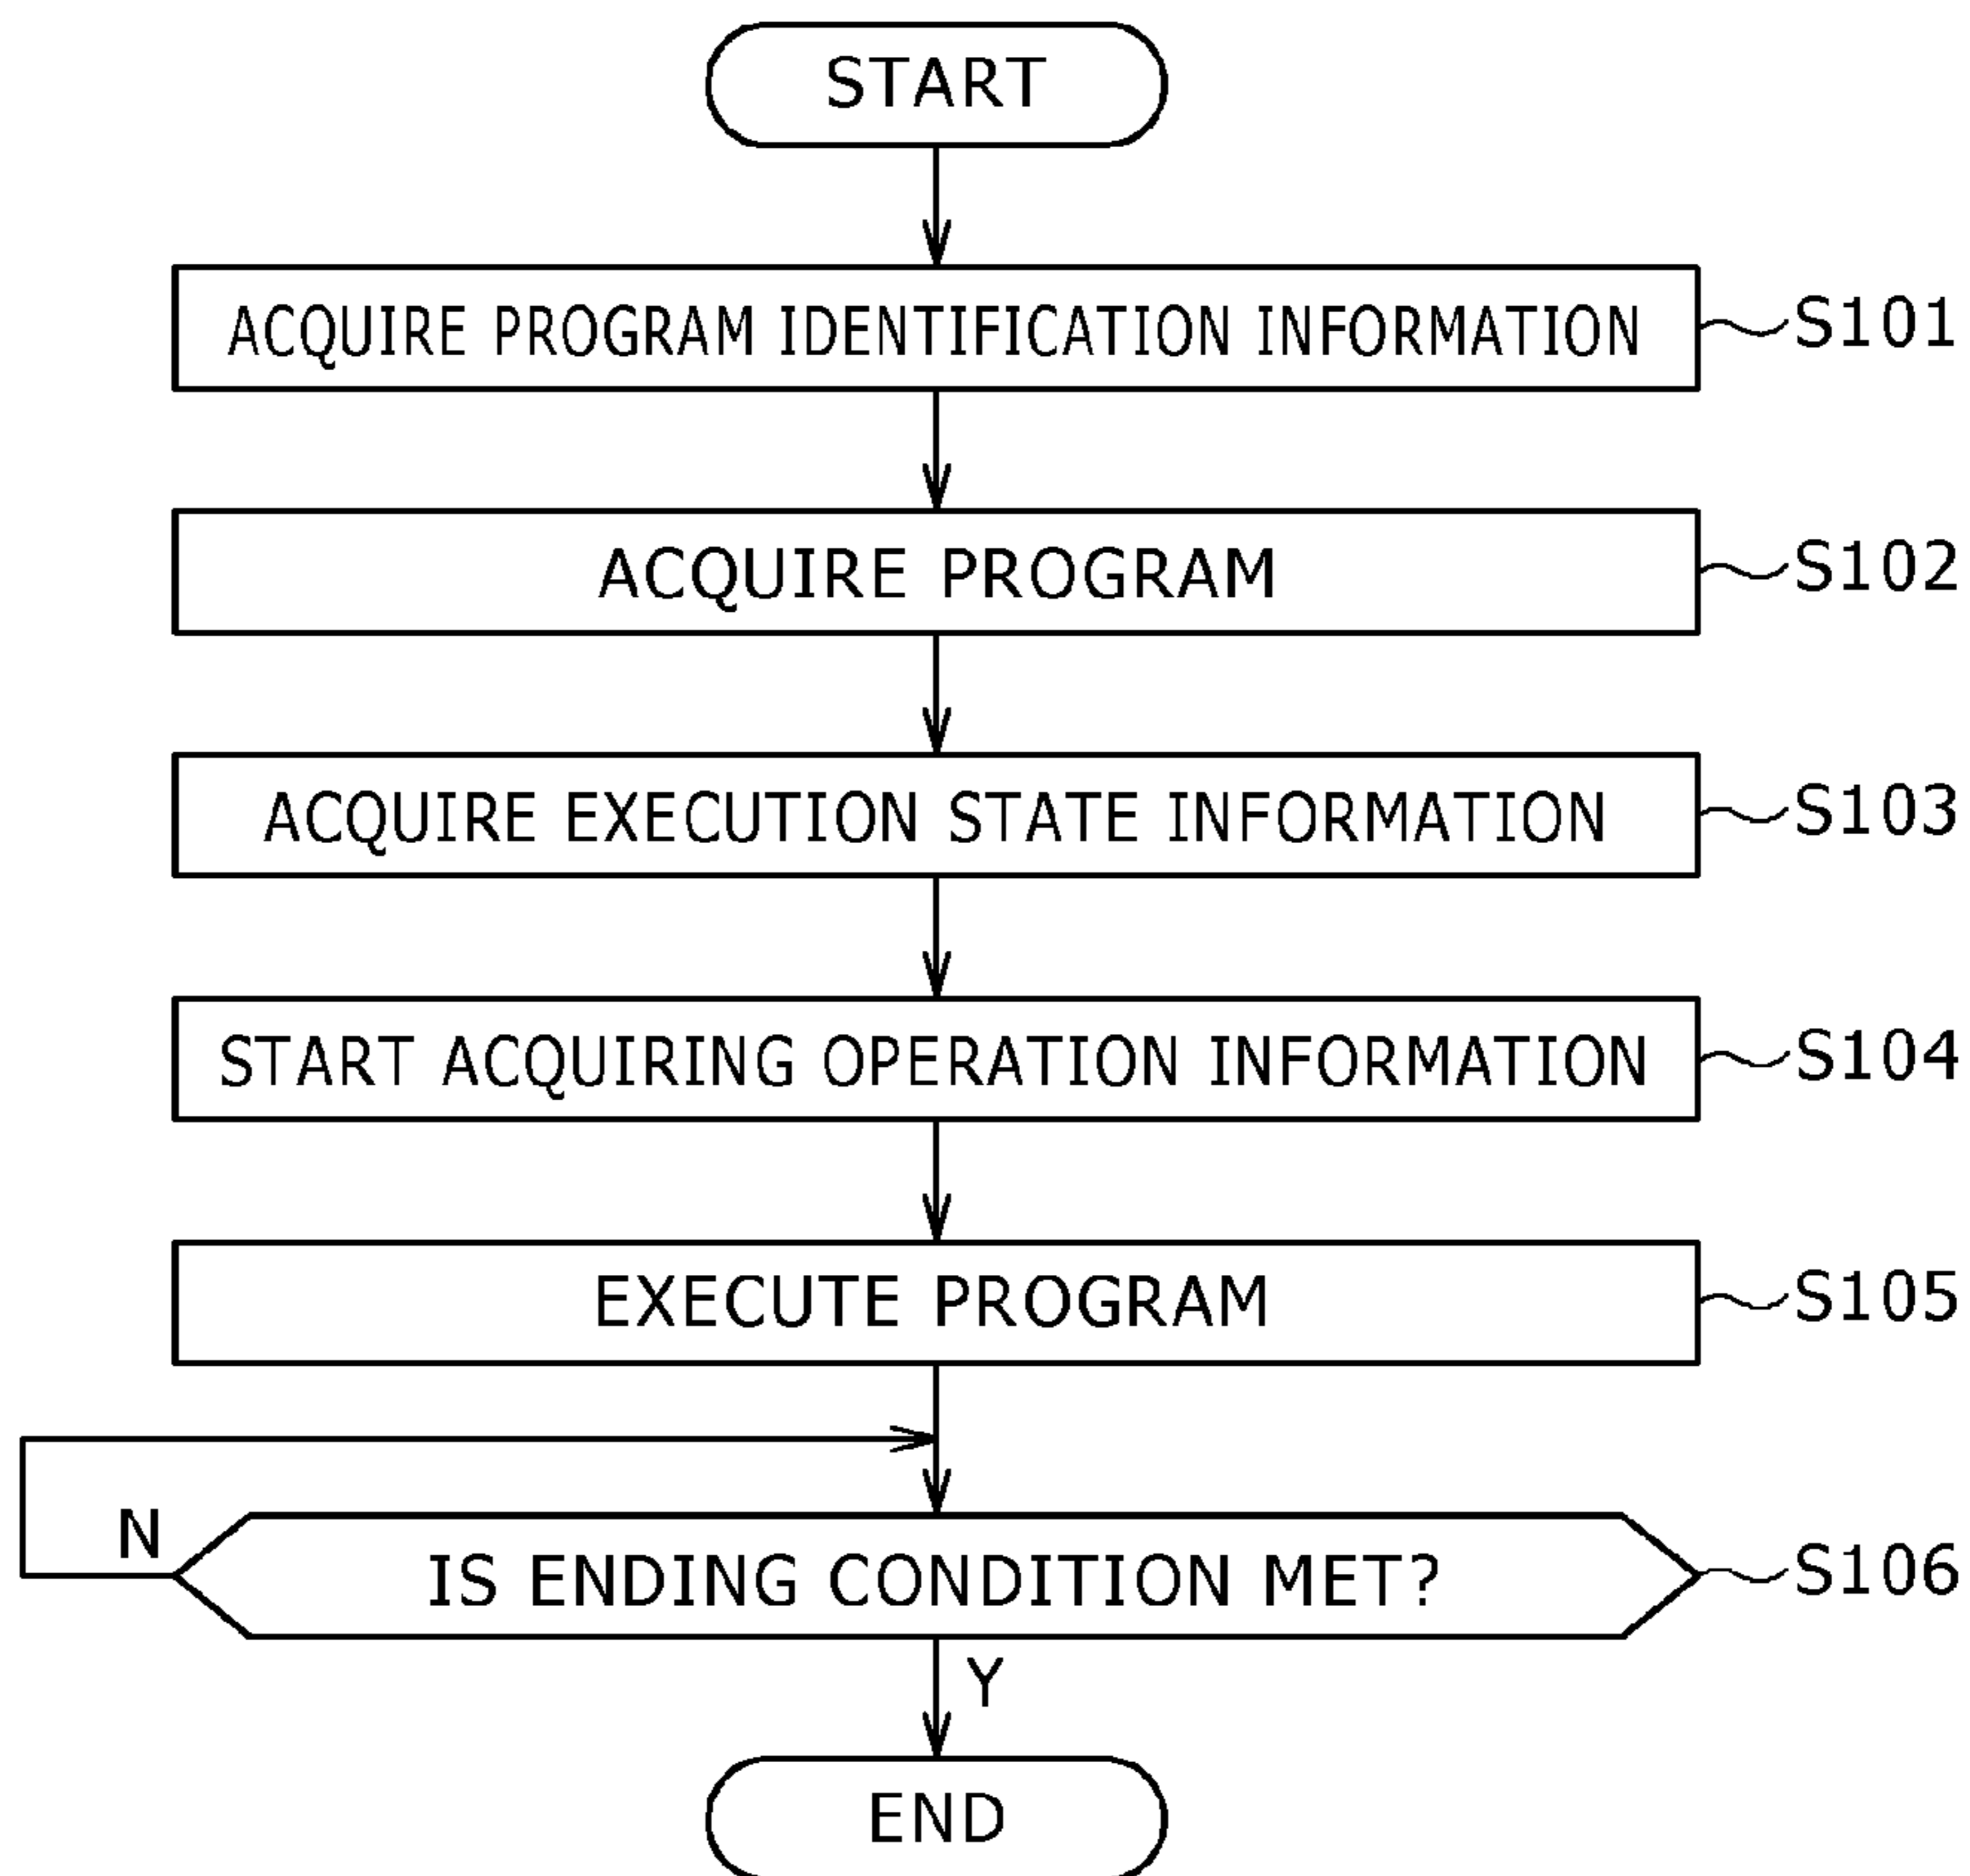 START
ACQUIRE PROGRAM IDENTIFICATION INFORMATION S101
ACQUIRE PROGRAM S102
ACQUIRE EXECUTION STATE INFORMATION S103
START ACQUIRING OPERATION INFORMATION S104
EXECUTE PROGRAM S105
N
IS ENDING CONDITION MET? S106
Y
END